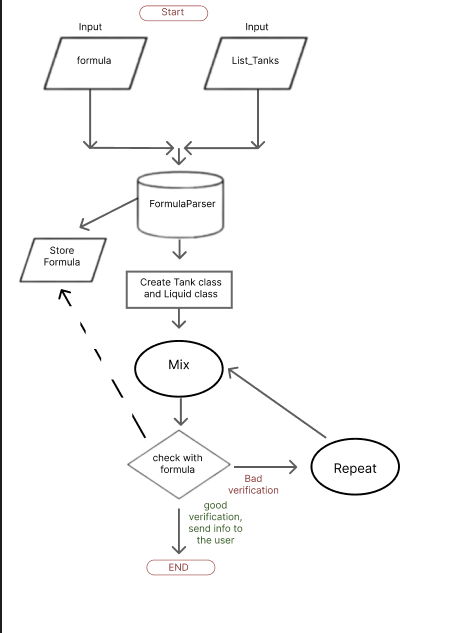 Start
Input
Input
formula
List_Tanks
FormulaParser
Store
Formula
Create Tank class
and Liquid class
Mix
check with
formula
Repeat
Bad
verification
good
verification,
send info to
the user
END